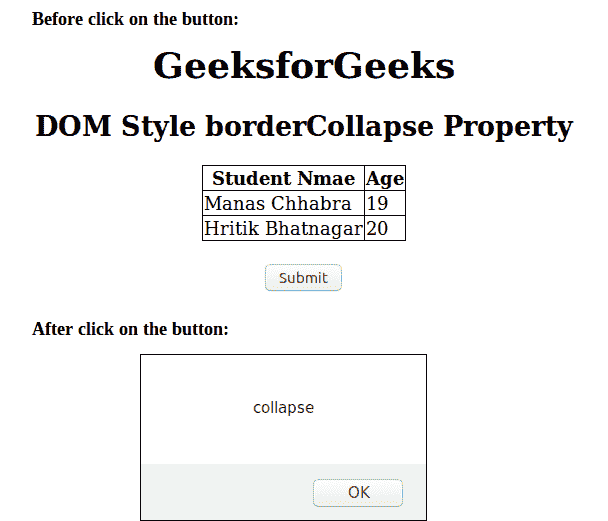 Before click on the button:
GeeksforGeeks
DOM Style borderCollapse Property
Student Nmae Age
Manas Chhabra 19
Hritik Bhatnagar 20
Submit
After click on the button:
collapse
OK